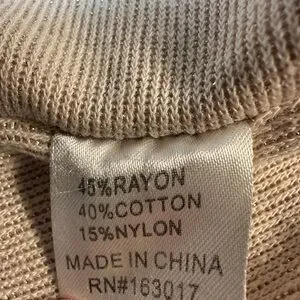 45%RAYON
40%COTTON
15%NYLON
MADE IN CHINA
RN#163017